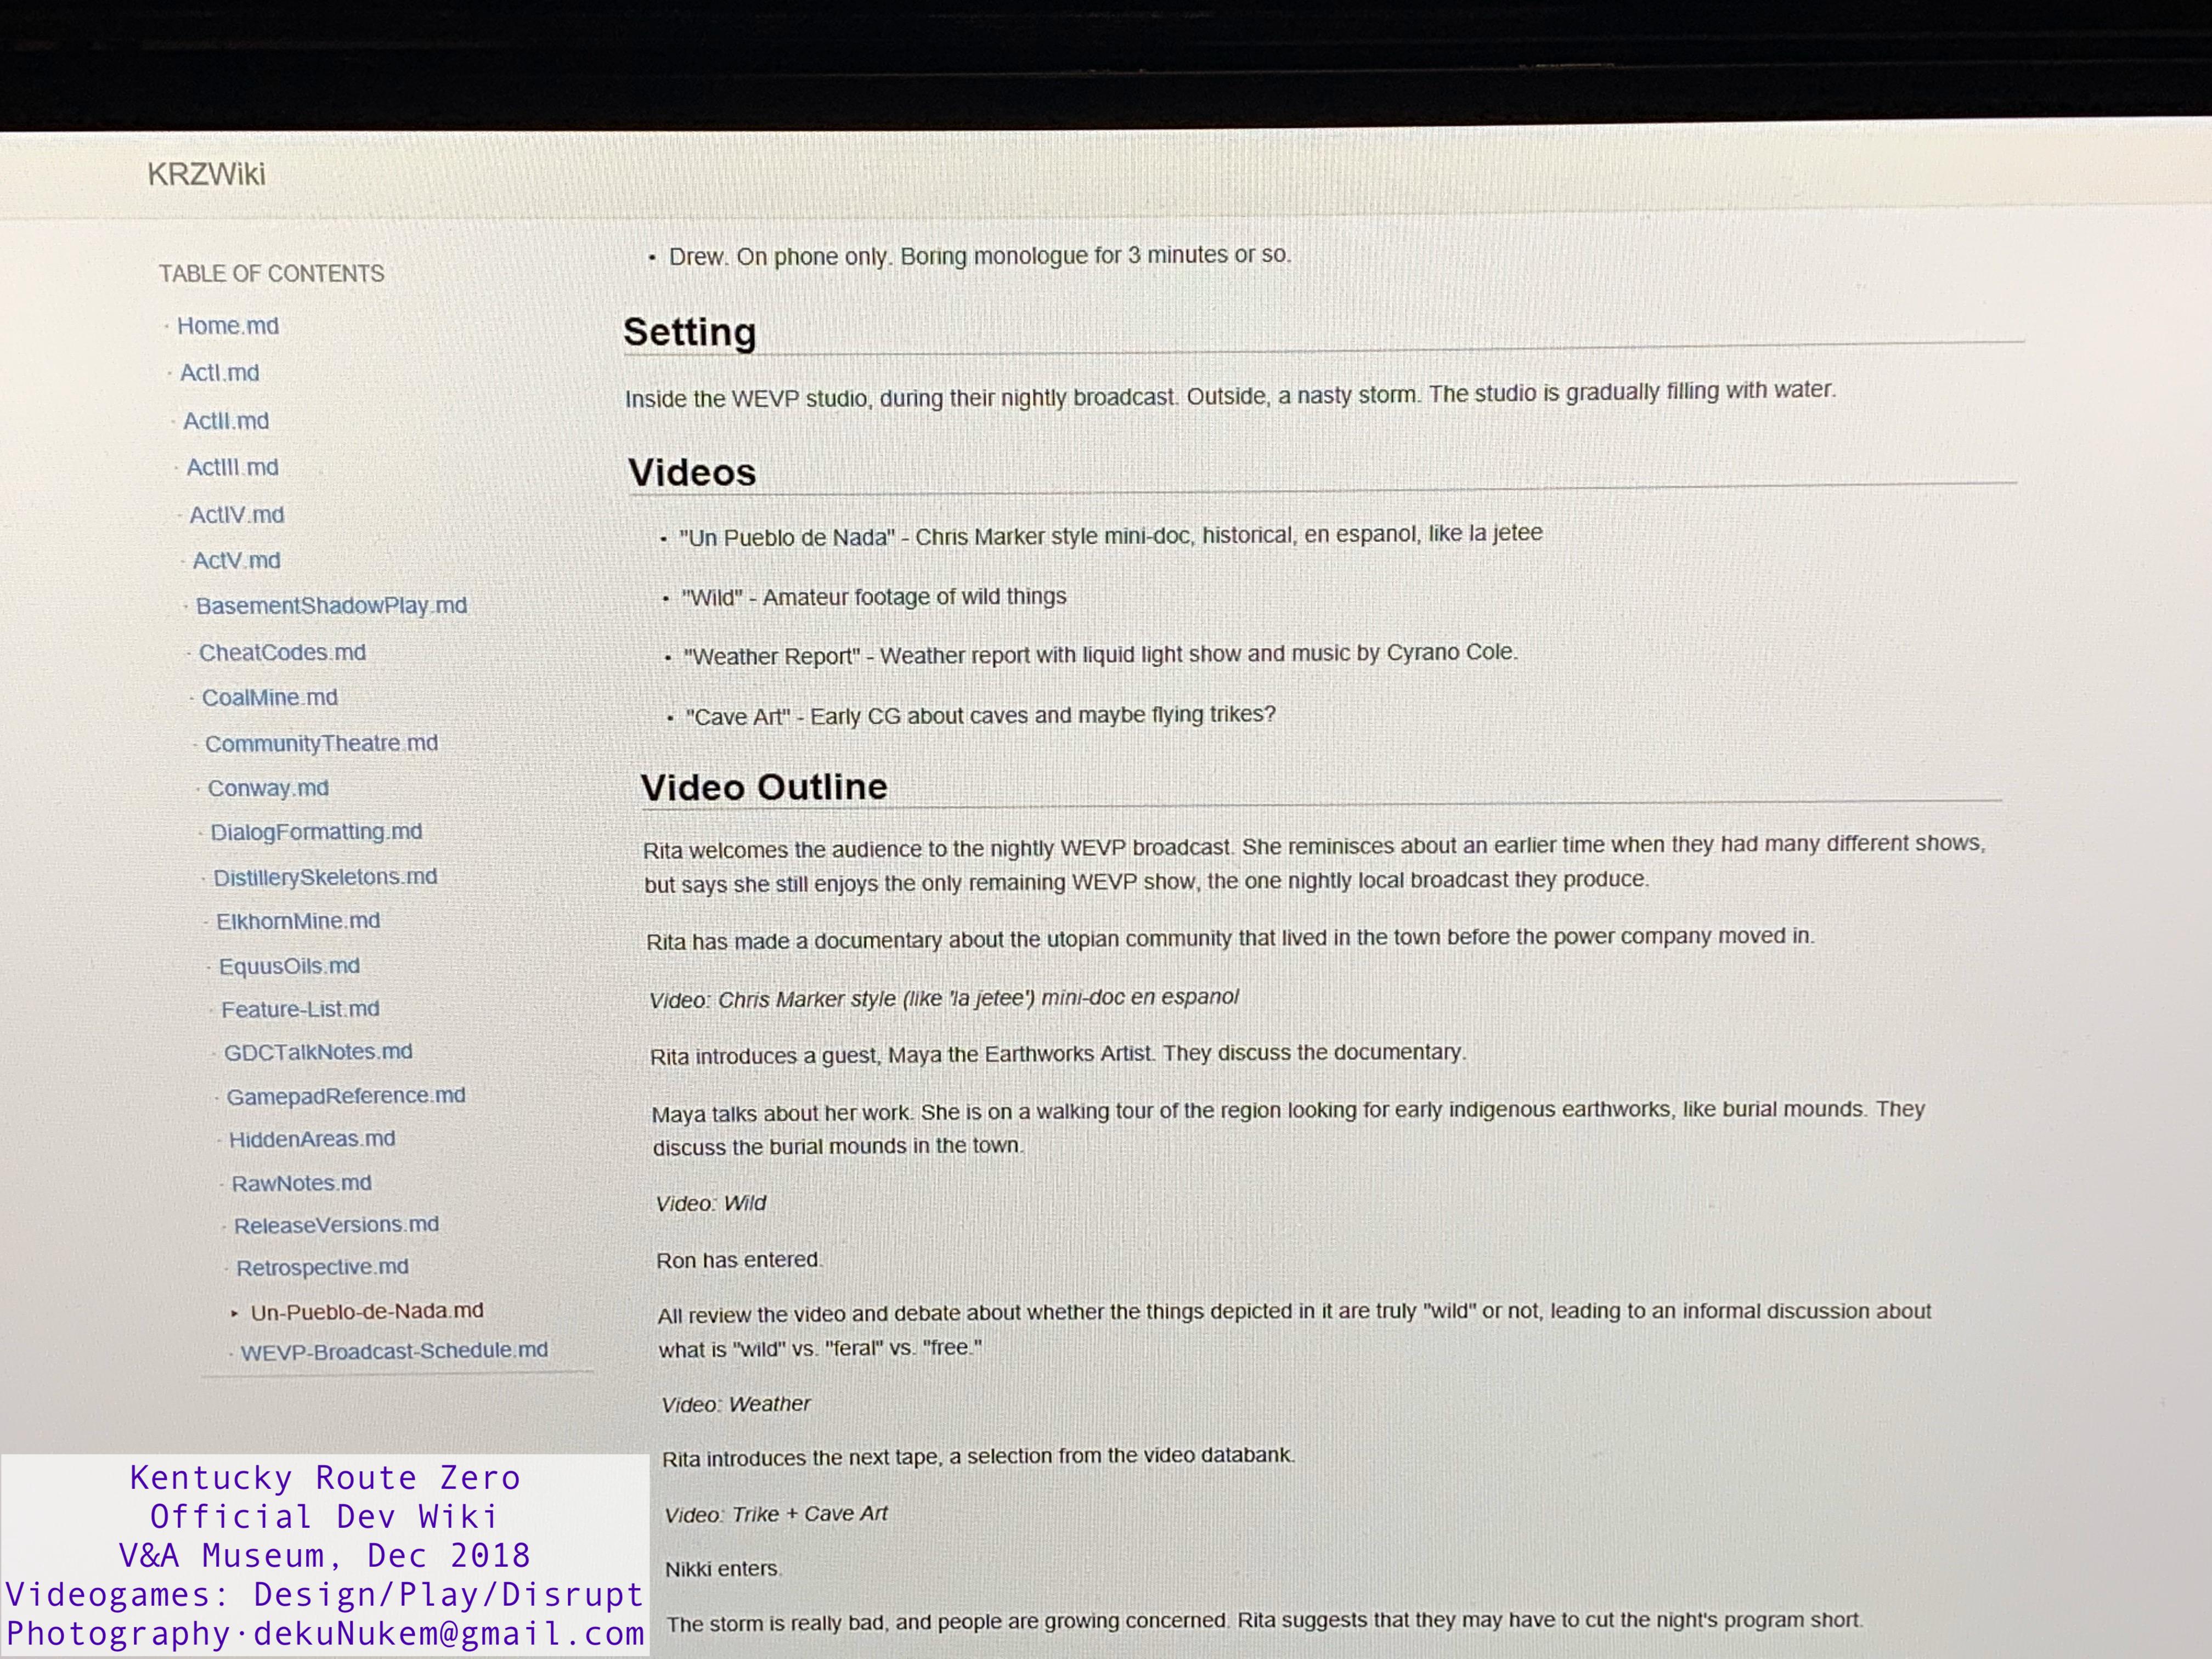 KRZWiki
TABLE OF CONTENTS
· Home.md
· ActI.md
· ActII.md
· ActIII.md
· ActIV.md
· ActV.md
· BasementShadowPlay.md
· CheatCodes.md
· CoalMine.md
· CommunityTheatre.md
· Conway.md
· DialogFormatting.md
· DistillerySkeletons.md
· ElkhornMine.md
· EquusOils.md
· Feature-List.md
· GDCTalkNotes.md
· GamepadReference.md
· HiddenAreas.md
· RawNotes.md
· ReleaseVersions.md
· Retrospective.md
‣ Un-Pueblo-de-Nada.md
· WEVP-Broadcast-Schedule.md
• Drew. On phone only. Boring monologue for 3 minutes or so.
Setting
Inside the WEVP studio, during their nightly broadcast. Outside, a nasty storm. The studio is gradually filling with water.
Videos
• "Un Pueblo de Nada" - Chris Marker style mini-doc, historical, en espanol, like la jetee
• "Wild" - Amateur footage of wild things
• "Weather Report" - Weather report with liquid light show and music by Cyrano Cole.
• "Cave Art" - Early CG about caves and maybe flying trikes?
Video Outline
Rita welcomes the audience to the nightly WEVP broadcast. She reminisces about an earlier time when they had many different shows,
but says she still enjoys the only remaining WEVP show, the one nightly local broadcast they produce.
Rita has made a documentary about the utopian community that lived in the town before the power company moved in.
Video: Chris Marker style (like 'la jetee') mini-doc en espanol
Rita introduces a guest, Maya the Earthworks Artist. They discuss the documentary.
Maya talks about her work. She is on a walking tour of the region looking for early indigenous earthworks, like burial mounds. They
discuss the burial mounds in the town.
Video: Wild
Ron has entered.
All review the video and debate about whether the things depicted in it are truly "wild" or not, leading to an informal discussion about
what is "wild" vs. "feral" vs. "free."
Video: Weather
Rita introduces the next tape, a selection from the video databank.
Video: Trike + Cave Art
Nikki enters.
The storm is really bad, and people are growing concerned. Rita suggests that they may have to cut the night's program short.
Kentucky Route Zero
Official Dev Wiki
V&A Museum, Dec 2018
Videogames: Design/Play/Disrupt
Photography·dekuNukem@gmail.com